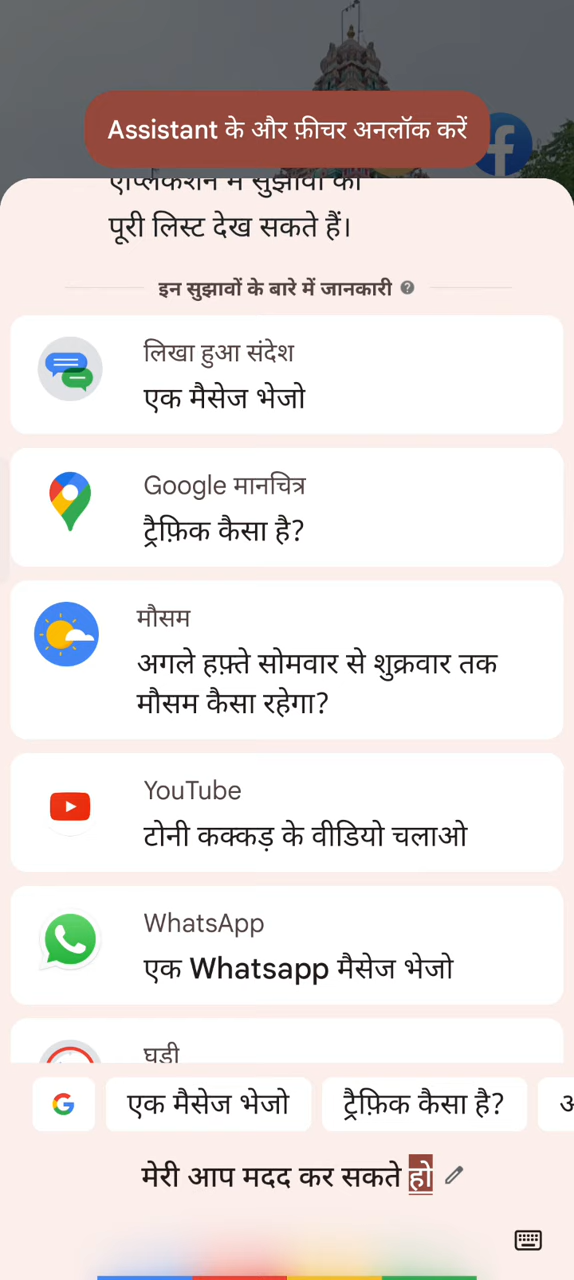 Assistant के और फ़ीचर अनलॉक करें
पूरी लिस्ट देख सकते हैं।
इन सुझावों के बारे में जानकारी
लिखा हुआ संदेश
एक मैसेज भेजो
Google मानचित्र
ट्रैफ़िक कैसा है?
मौसम
अगले हफ़्ते सोमवार से शुक्रवार तक
मौसम कैसा रहेगा?
YouTube
टोनी कक्कड़ के वीडियो चलाओ
WhatsApp
एक Whatsapp मैसेज भेजो
घड़ी
एक मैसेज भेजो ट्रैफ़िक कैसा है?
मेरी आप मदद कर सकते हो